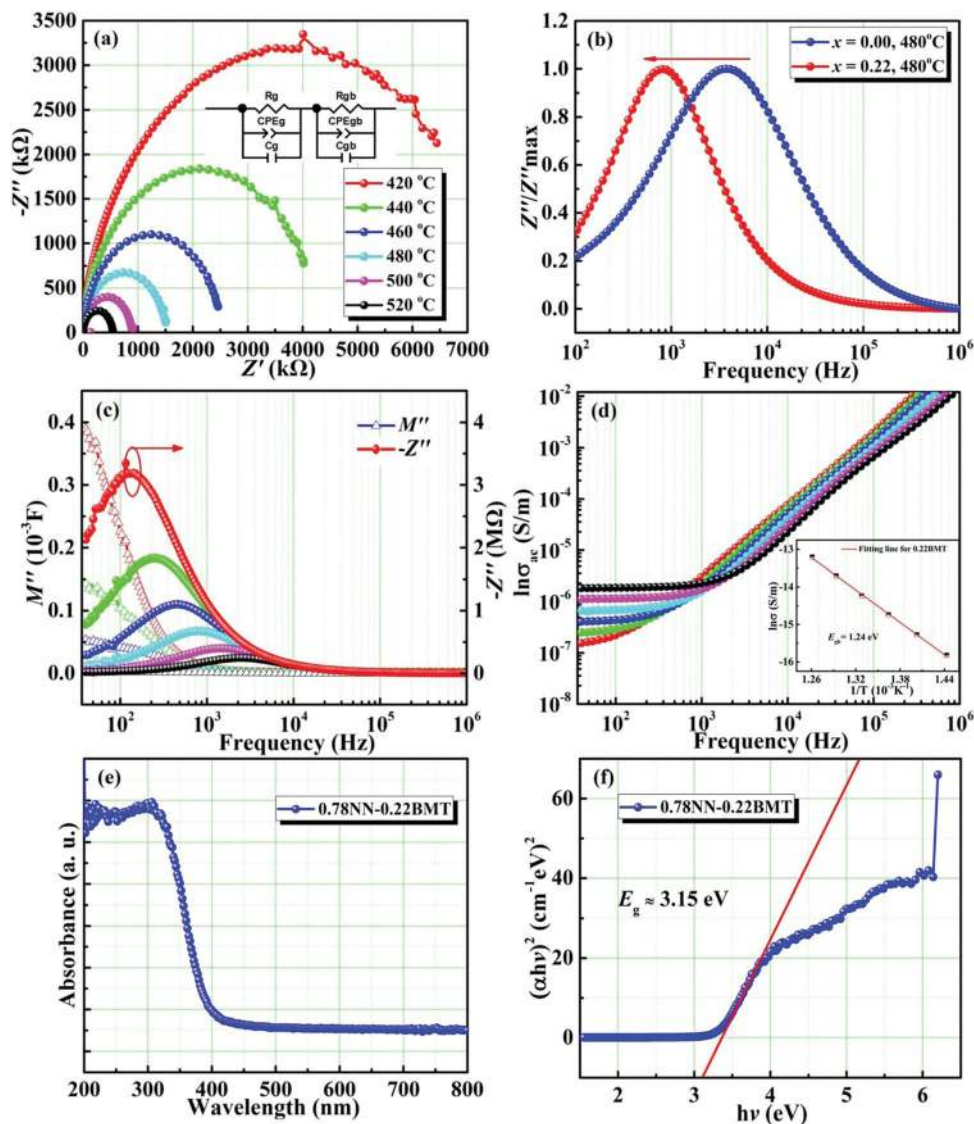 (a)
3500
3000
2500
2000
1500
1000
500
0
-Z'' (kΩ)
Rg
Rgb
CPEg
CPEgb
Cg
Cgb
420 °C
440 °C
460 °C
480 °C
500 °C
520 °C
0 1000 2000 3000 4000 5000 6000 7000
Z' (kΩ)
(b)
x = 0.00, 480°C
x = 0.22, 480°C
1.2
1.0
0.8
0.6
0.4
0.2
0.0
Z''/Z''max
10² 10³ 10⁴ 10⁵ 10⁶
Frequency (Hz)
(c)
M''
-Z''
0.4
0.3
0.2
0.1
0.0
M'' (10⁻³F)
4
3
2
1
0
-Z'' (MΩ)
10² 10³ 10⁴ 10⁵ 10⁶
Frequency (Hz)
(d)
10⁻²
10⁻³
10⁻⁴
10⁻⁵
10⁻⁶
10⁻⁷
10⁻⁸
lnσac (S/m)
Fitting line for 0.22BMT
-13
-14
-15
-16
lnσ (S/m)
Egb= 1.24 eV
1.26 1.32 1.38 1.44
1/T (10⁻³K⁻¹)
10² 10³ 10⁴ 10⁵ 10⁶
Frequency (Hz)
(e)
0.78NN-0.22BMT
Absorbance (a. u.)
200 300 400 500 600 700 800
Wavelength (nm)
(f)
0.78NN-0.22BMT
Eg ≈ 3.15 eV
60
40
20
0
(αhν)² (cm⁻¹eV)²
2 3 4 5 6
hν (eV)